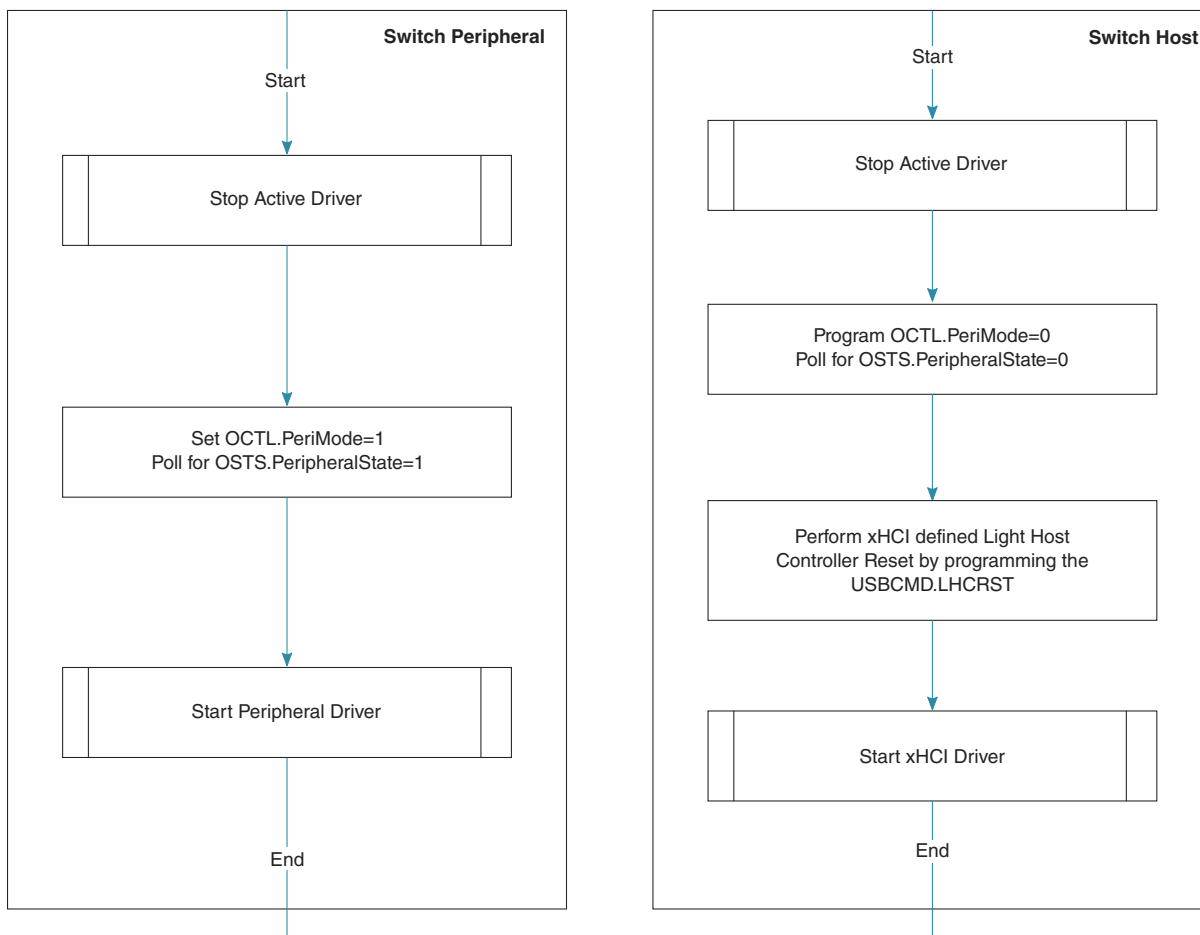 Switch Peripheral
Start
Stop Active Driver
Set OCTL.PeriMode=1
Poll for OSTS.PeripheralState=1
Start Peripheral Driver
End
Switch Host
Start
Stop Active Driver
Program OCTL.PeriMode=0
Poll for OSTS.PeripheralState=0
Perform xHCI defined Light Host
Controller Reset by programming the
USBCMD.LHCRST
Start xHCI Driver
End